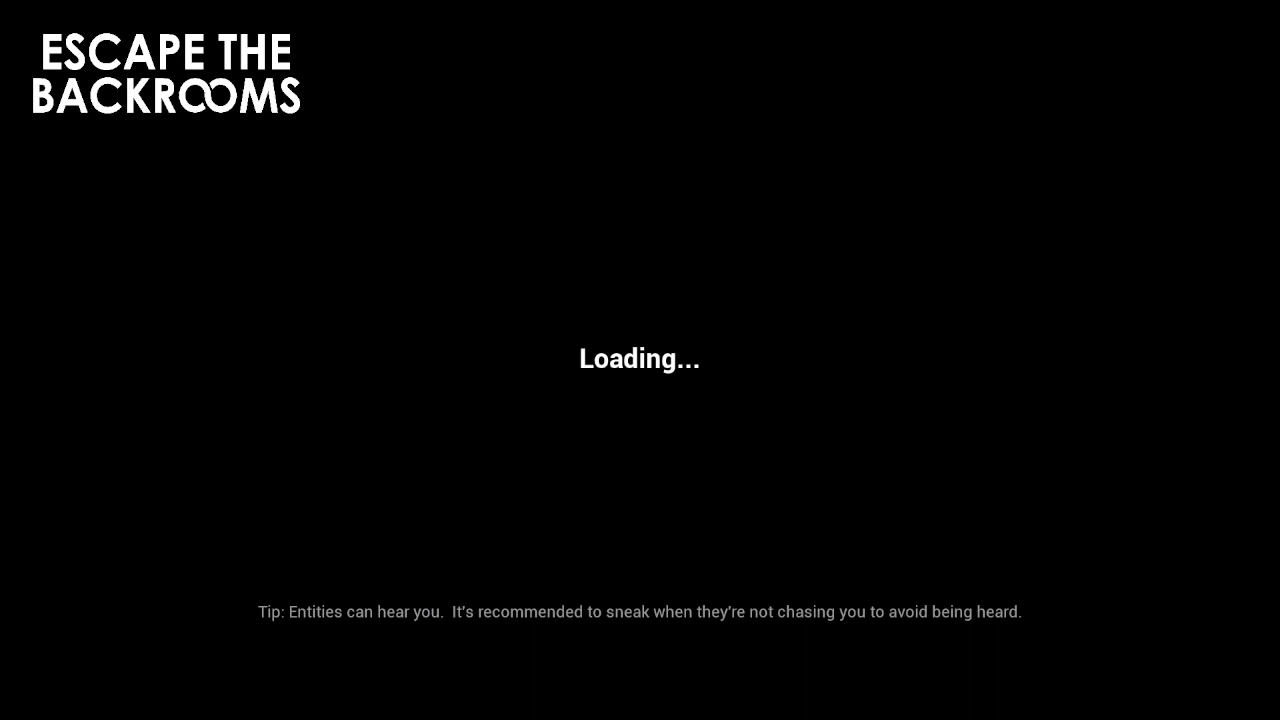 ESCAPE THE
BACKROOMS
Loading...
Tip: Entities can hear you.  It's recommended to sneak when they're not chasing you to avoid being heard.